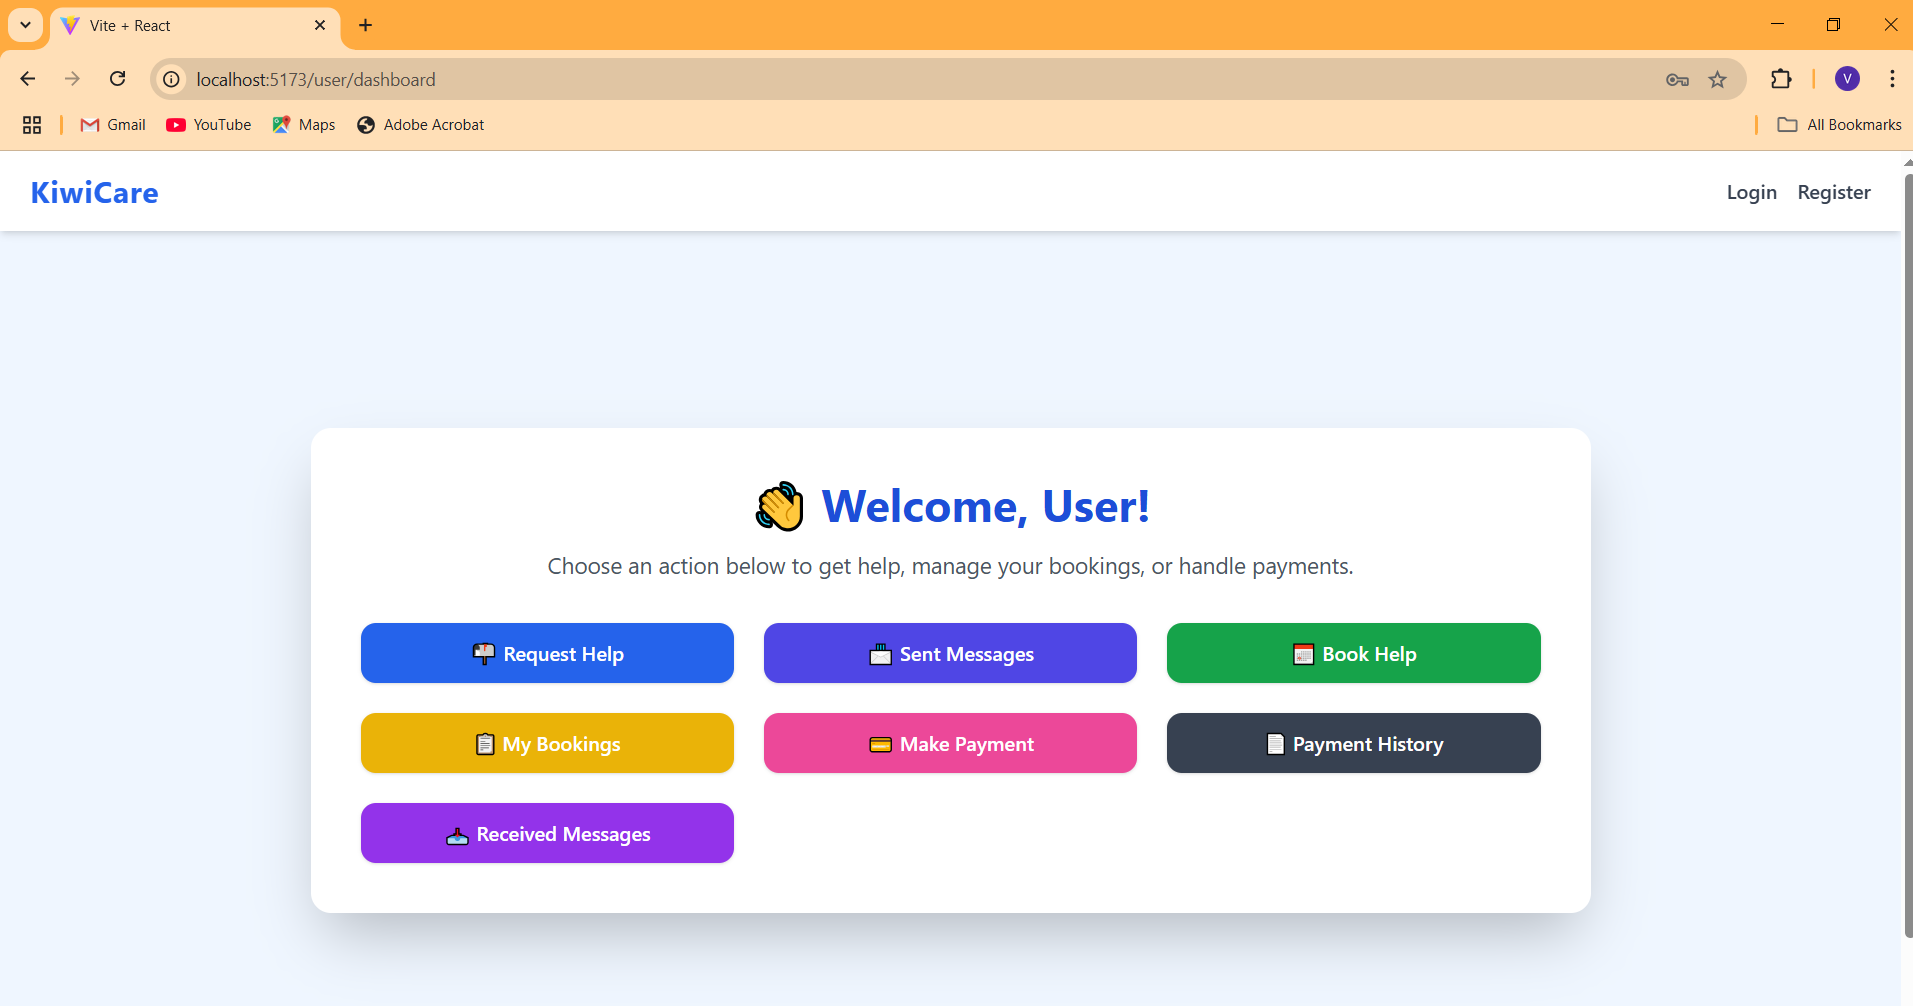 Vite + React
localhost:5173/user/dashboard
V
Gmail YouTube Maps Adobe Acrobat All Bookmarks
KiwiCare Login Register
👋 Welcome, User!
Choose an action below to get help, manage your bookings, or handle payments.
📬 Request Help 📩 Sent Messages 📅 Book Help
📋 My Bookings 💳 Make Payment 📄 Payment History
📥 Received Messages